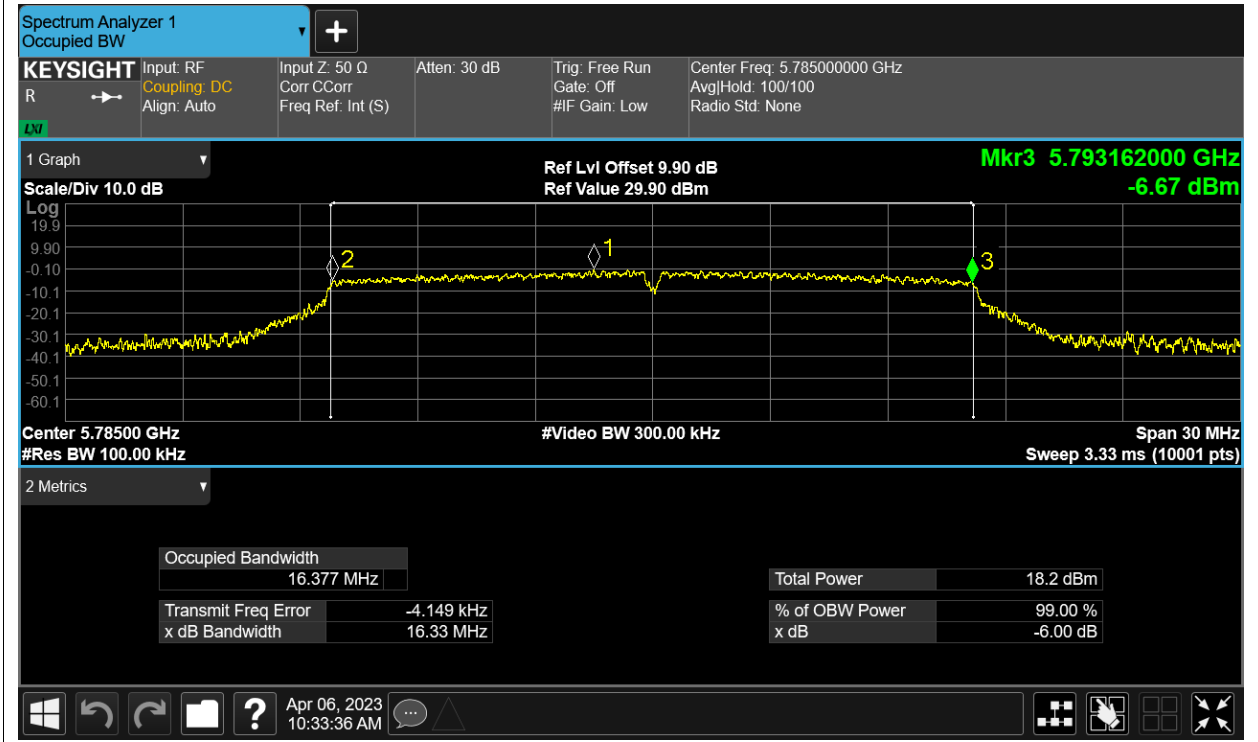 Spectrum Analyzer 1
Occupied BW
+
KEYSIGHT
R
LXI
Input: RF
Coupling: DC
Align: Auto
Input Z: 50 Ω
Corr CCorr
Freq Ref: Int (S)
Atten: 30 dB
Trig: Free Run
Gate: Off
#IF Gain: Low
Center Freq: 5.785000000 GHz
Avg|Hold: 100/100
Radio Std: None
1 Graph
Scale/Div 10.0 dB
Ref Lvl Offset 9.90 dB
Ref Value 29.90 dBm
Mkr3 5.793162000 GHz
-6.67 dBm
Log
19.9
9.90
-0.10
-10.1
-20.1
-30.1
-40.1
-50.1
-60.1
2
1
3
Center 5.78500 GHz
#Res BW 100.00 kHz
#Video BW 300.00 kHz
Span 30 MHz
Sweep 3.33 ms (10001 pts)
2 Metrics
Occupied Bandwidth
16.377 MHz
Transmit Freq Error -4.149 kHz
x dB Bandwidth 16.33 MHz
Total Power 18.2 dBm
% of OBW Power 99.00 %
x dB -6.00 dB
?
Apr 06, 2023
10:33:36 AM